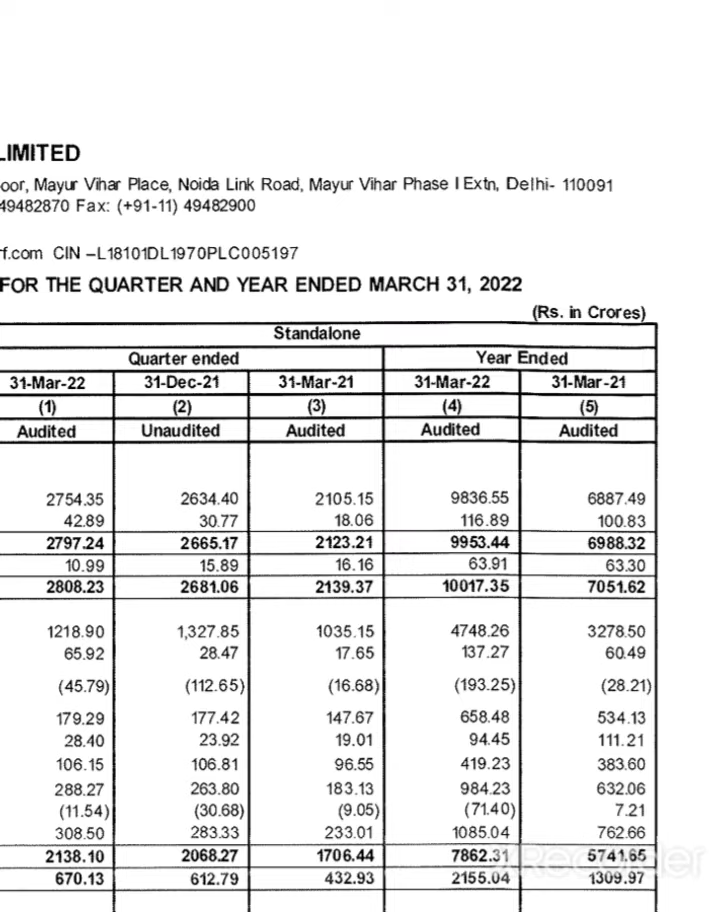 LIMITED
oor, Mayur Vihar Place, Noida Link Road, Mayur Vihar Phase I Extn, Delhi- 110091
49482870 Fax: (+91-11) 49482900
rf.com CIN –L18101DL1970PLC005197
FOR THE QUARTER AND YEAR ENDED MARCH 31, 2022
(Rs. in Crores)
Standalone
Quarter ended Year Ended
31-Mar-22 31-Dec-21 31-Mar-21 31-Mar-22 31-Mar-21
(1) (2) (3) (4) (5)
Audited Unaudited Audited Audited Audited
2754.35 2634.40 2105.15 9836.55 6887.49
42.89 30.77 18.06 116.89 100.83
2797.24 2665.17 2123.21 9953.44 6988.32
10.99 15.89 16.16 63.91 63.30
2808.23 2681.06 2139.37 10017.35 7051.62
1218.90 1,327.85 1035.15 4748.26 3278.50
65.92 28.47 17.65 137.27 60.49
(45.79) (112.65) (16.68) (193.25) (28.21)
179.29 177.42 147.67 658.48 534.13
28.40 23.92 19.01 94.45 111.21
106.15 106.81 96.55 419.23 383.60
288.27 263.80 183.13 984.23 632.06
(11.54) (30.68) (9.05) (71.40) 7.21
308.50 283.33 233.01 1085.04 762.66
2138.10 2068.27 1706.44 7862.31 5741.65
670.13 612.79 432.93 2155.04 1309.97
XRecorder